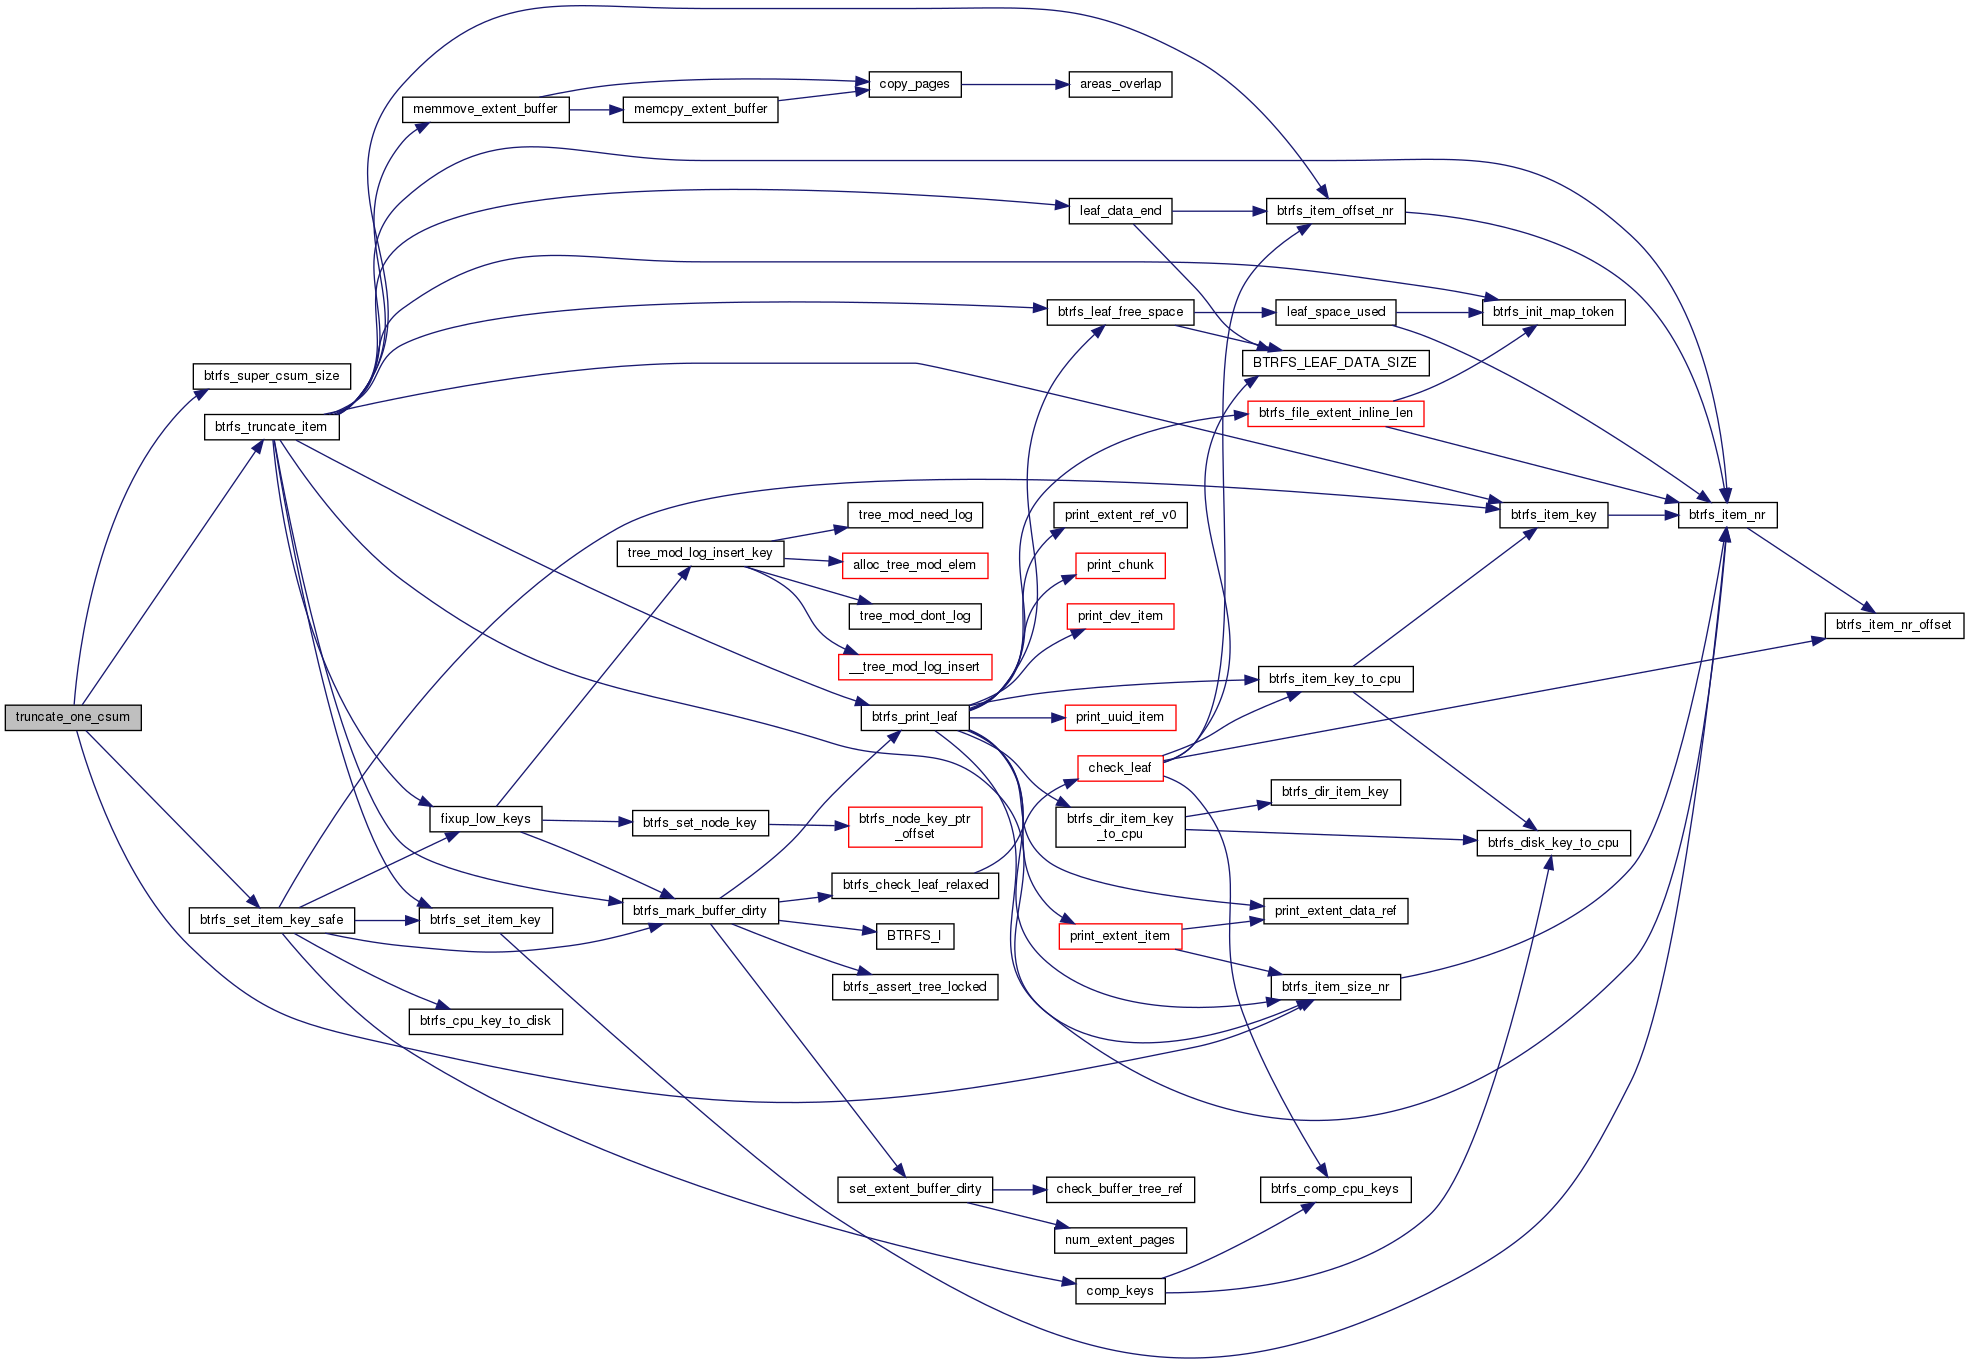 truncate_one_csum
btrfs_super_csum_size
btrfs_truncate_item
btrfs_set_item_key_safe
memmove_extent_buffer
fixup_low_keys
btrfs_set_item_key
btrfs_cpu_key_to_disk
memcpy_extent_buffer
tree_mod_log_insert_key
btrfs_set_node_key
btrfs_mark_buffer_dirty
copy_pages
tree_mod_need_log
alloc_tree_mod_elem
tree_mod_dont_log
__tree_mod_log_insert
btrfs_print_leaf
btrfs_node_key_ptr
_offset
btrfs_check_leaf_relaxed
BTRFS_I
btrfs_assert_tree_locked
set_extent_buffer_dirty
areas_overlap
leaf_data_end
btrfs_leaf_free_space
print_extent_ref_v0
print_chunk
print_dev_item
print_uuid_item
check_leaf
btrfs_dir_item_key
_to_cpu
print_extent_item
check_buffer_tree_ref
num_extent_pages
comp_keys
btrfs_item_offset_nr
leaf_space_used
BTRFS_LEAF_DATA_SIZE
btrfs_file_extent_inline_len
btrfs_item_key_to_cpu
btrfs_dir_item_key
print_extent_data_ref
btrfs_item_size_nr
btrfs_comp_cpu_keys
btrfs_init_map_token
btrfs_item_key
btrfs_disk_key_to_cpu
btrfs_item_nr
btrfs_item_nr_offset